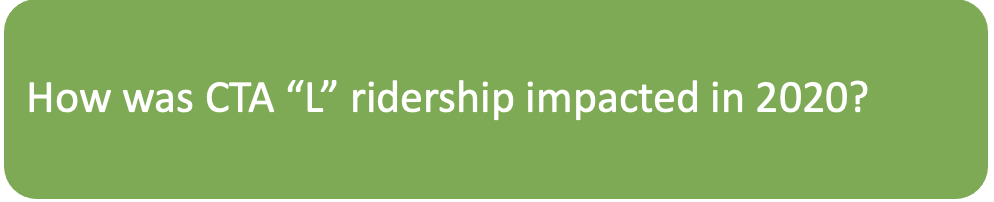 How was CTA “L” ridership impacted in 2020?